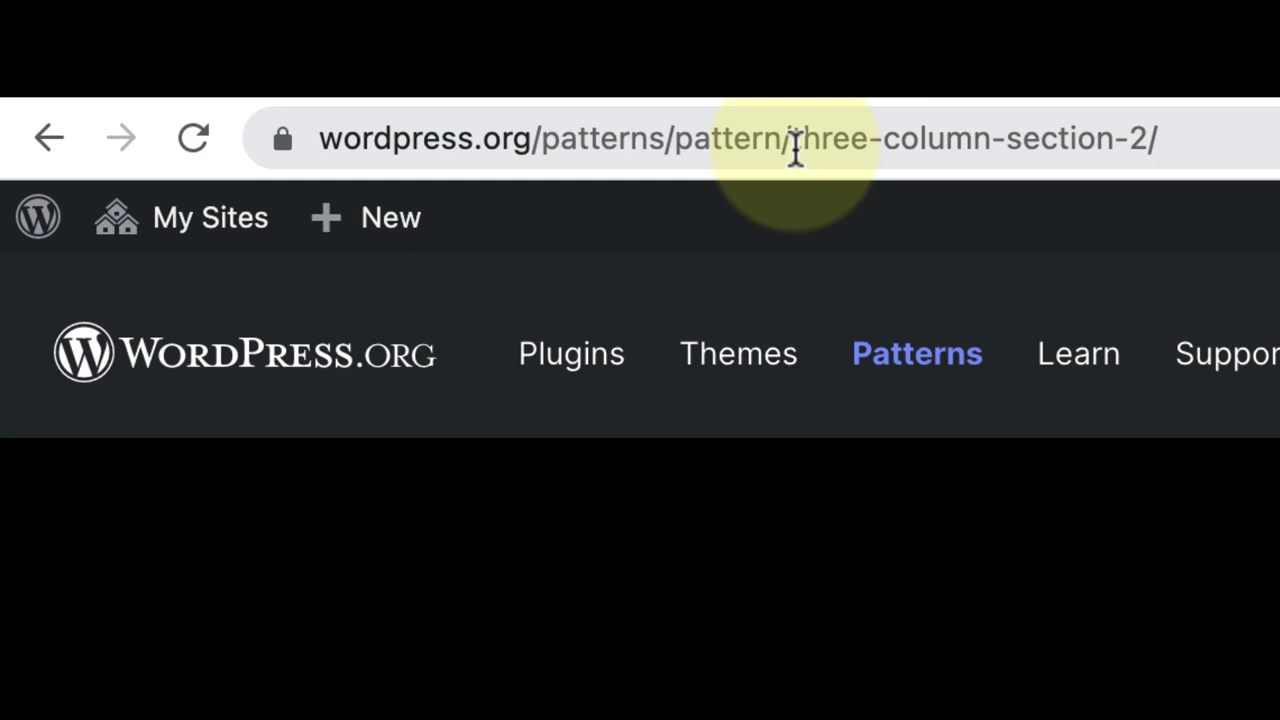 wordpress.org/patterns/pattern/three-column-section-2/
My Sites New
WORDPRESS.ORG Plugins Themes Patterns Learn Suppor